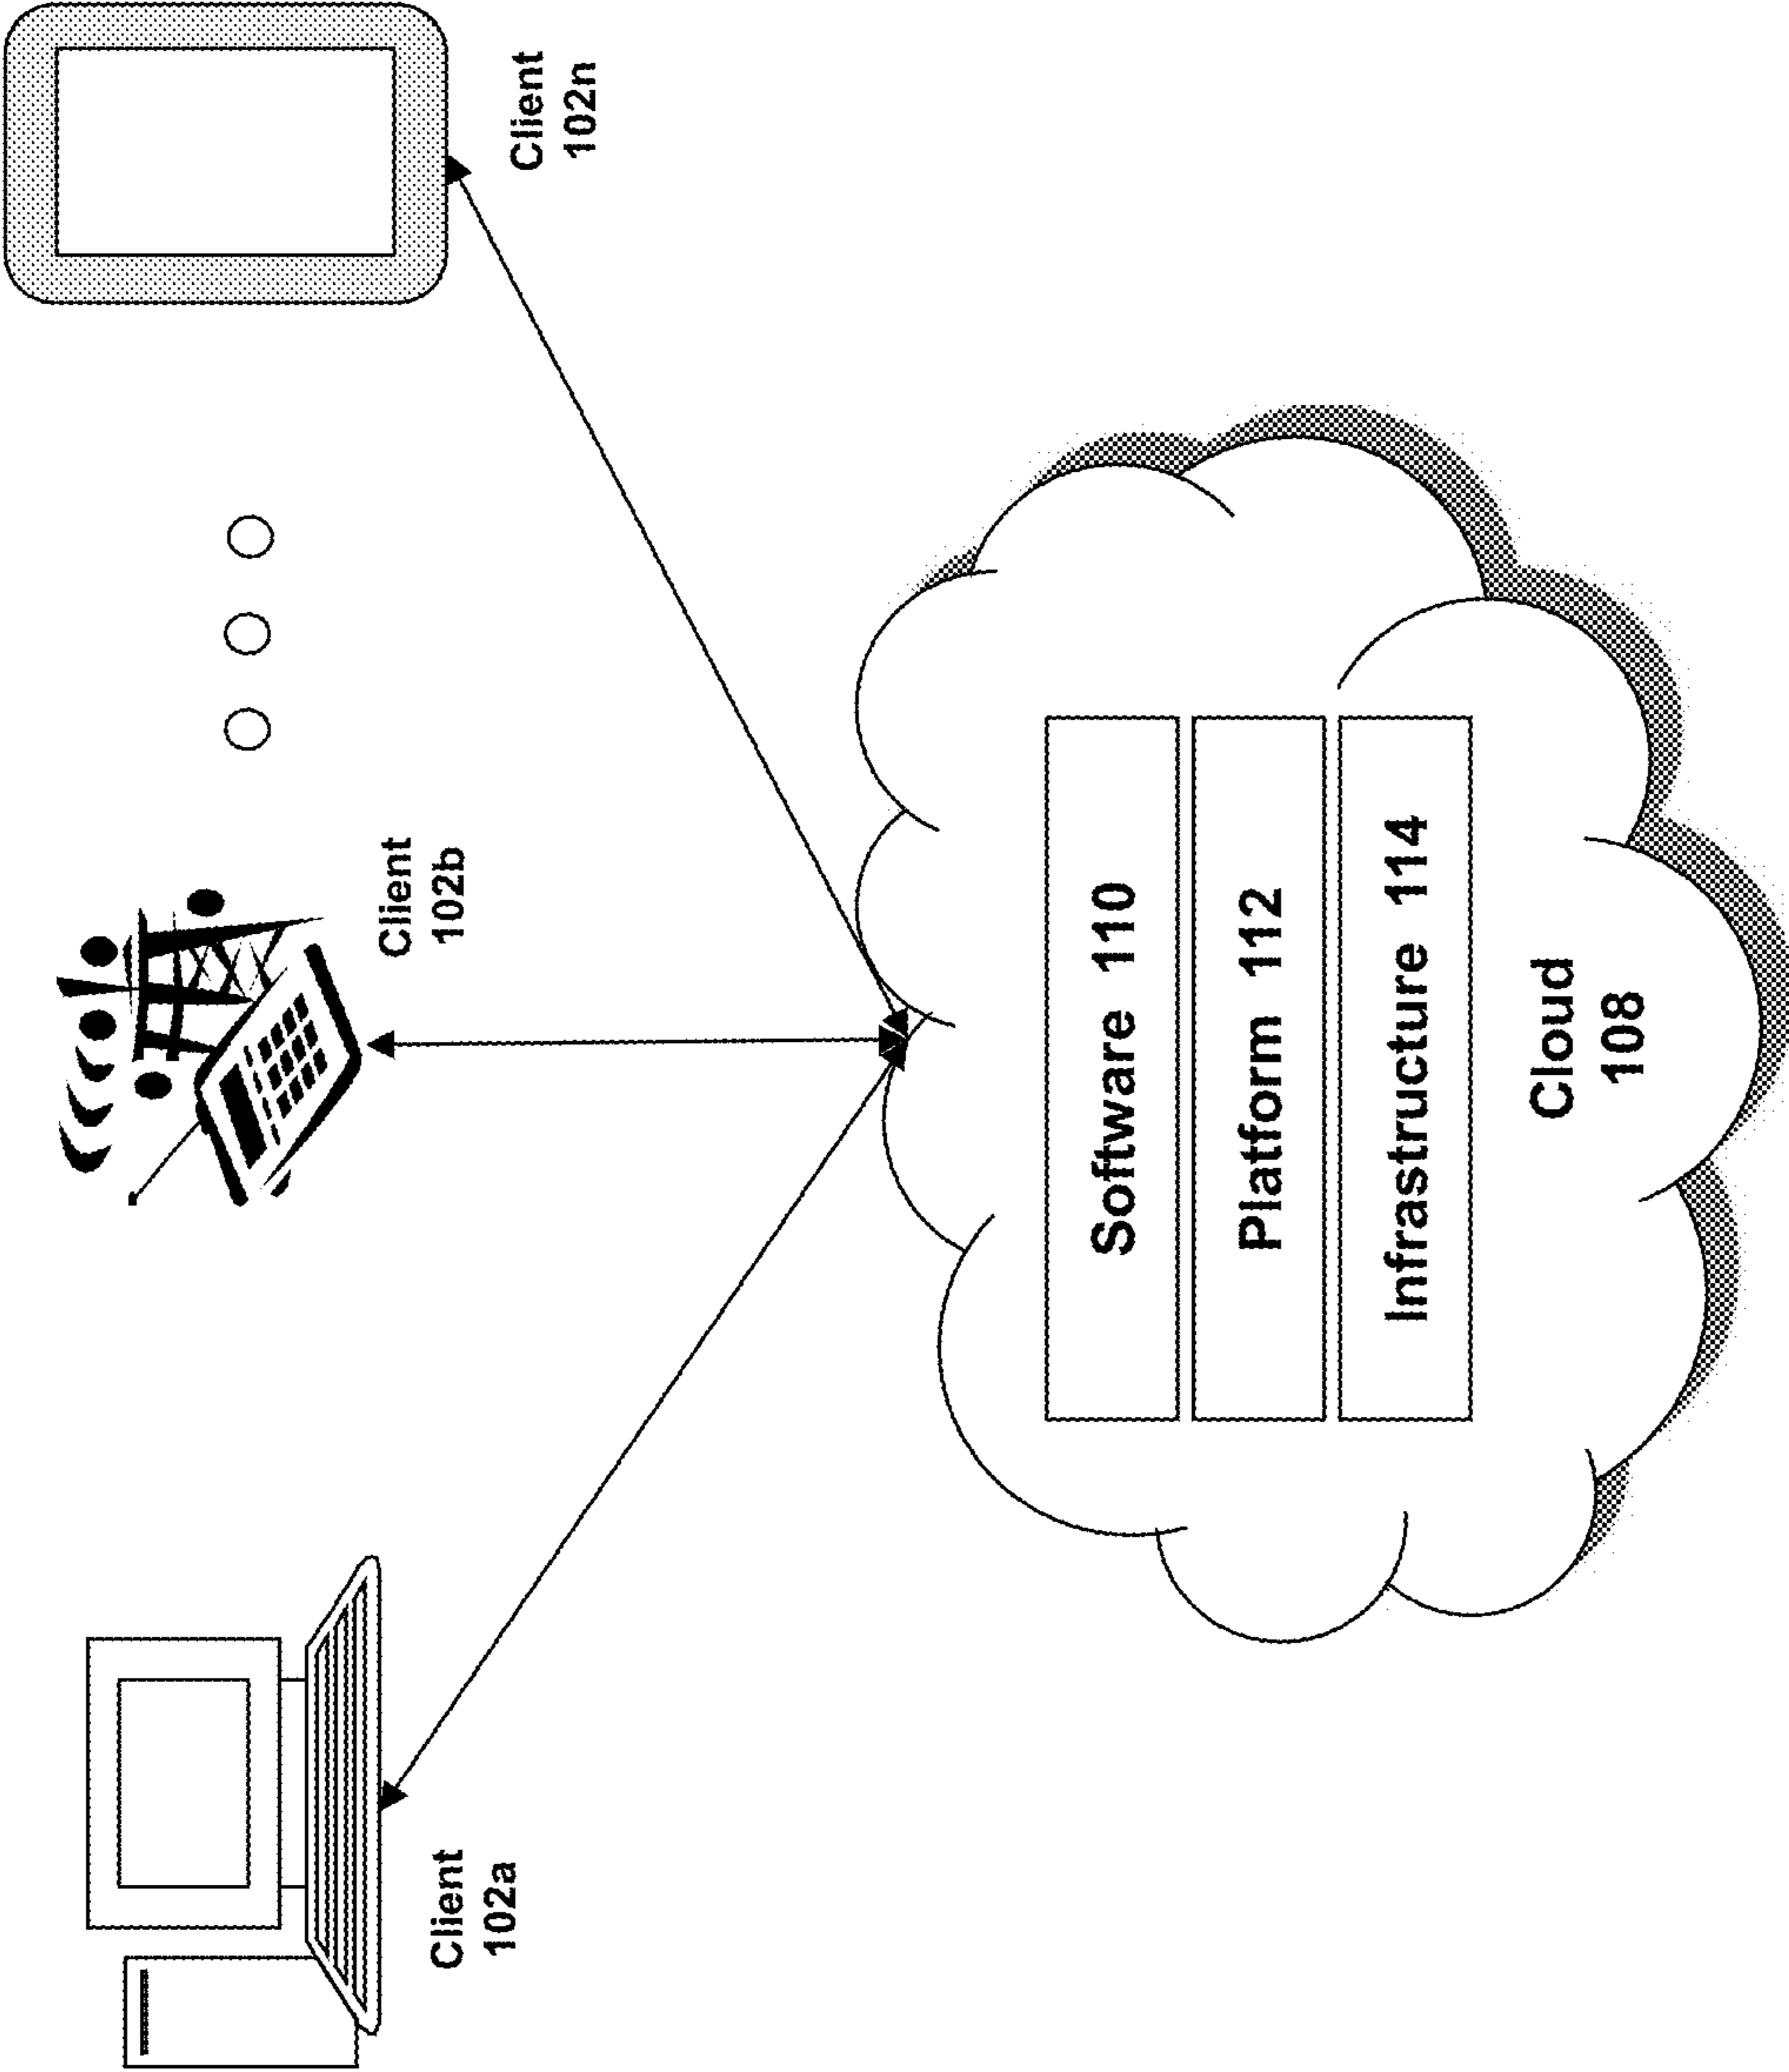 Client
102a
Client
102b
Client
102n
Software 110
Platform 112
Infrastructure 114
Cloud
108